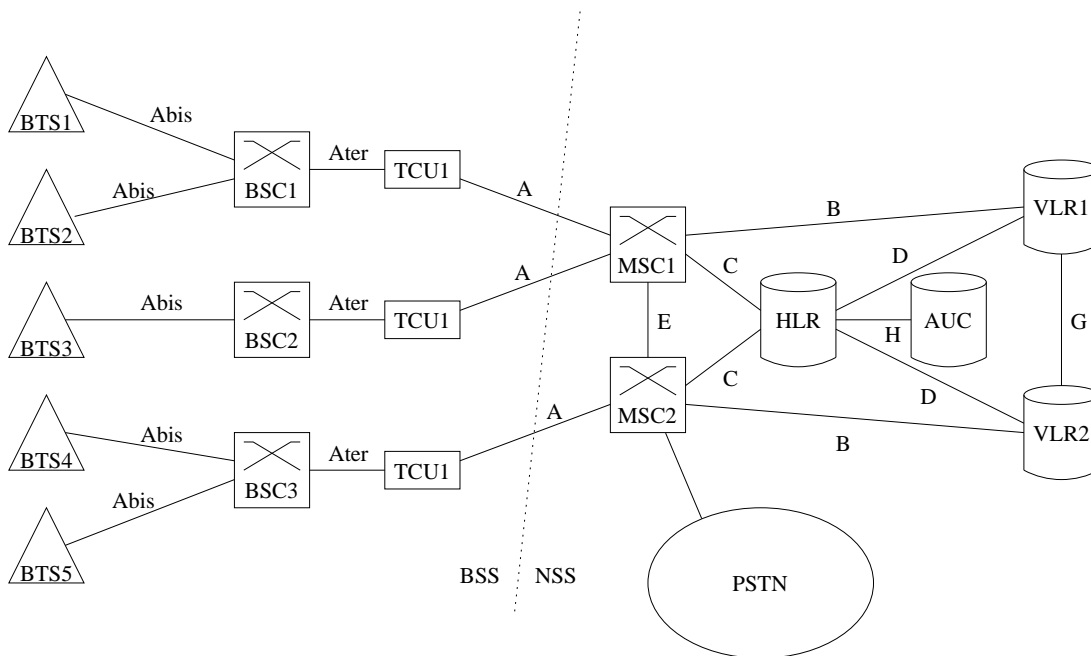 Abis
BTS1
Ater
TCU1
BSC1
Abis
BTS2
A
B
VLR1
MSC1
C
D
A
Abis
Ater
BTS3
BSC2
TCU1
E
HLR
H
AUC
G
C
D
A
MSC2
B
VLR2
Abis
BTS4
Ater
TCU1
BSC3
Abis
BTS5
BSS
NSS
PSTN